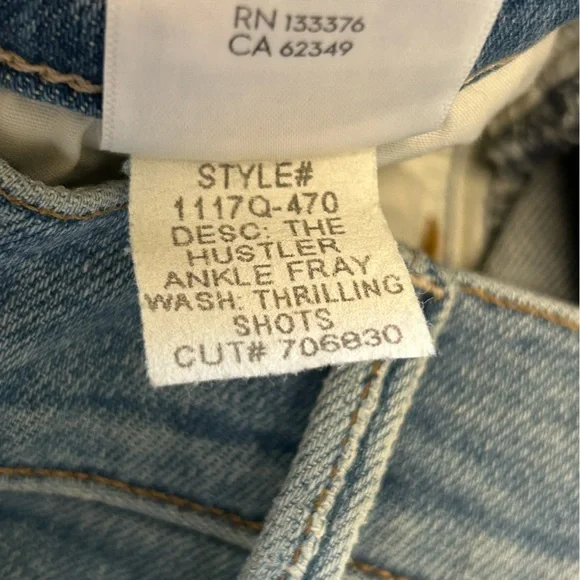 RN 133376
CA 62349
STYLE#
1117Q-470
DESC: THE
HUSTLER
ANKLE FRAY
WASH: THRILLING
SHOTS
CUT# 706830